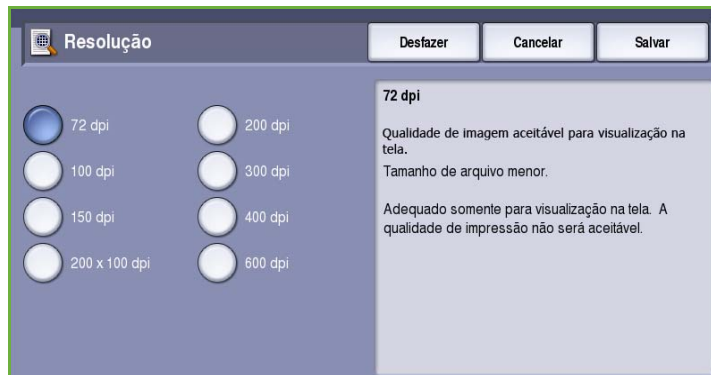 Resolução
Desfazer
Cancelar
Salvar
72 dpi
200 dpi
100 dpi
300 dpi
150 dpi
400 dpi
200 x 100 dpi
600 dpi
72 dpi
Qualidade de imagem aceitável para visualização na
tela.
Tamanho de arquivo menor.
Adequado somente para visualização na tela. A
qualidade de impressão não será aceitável.